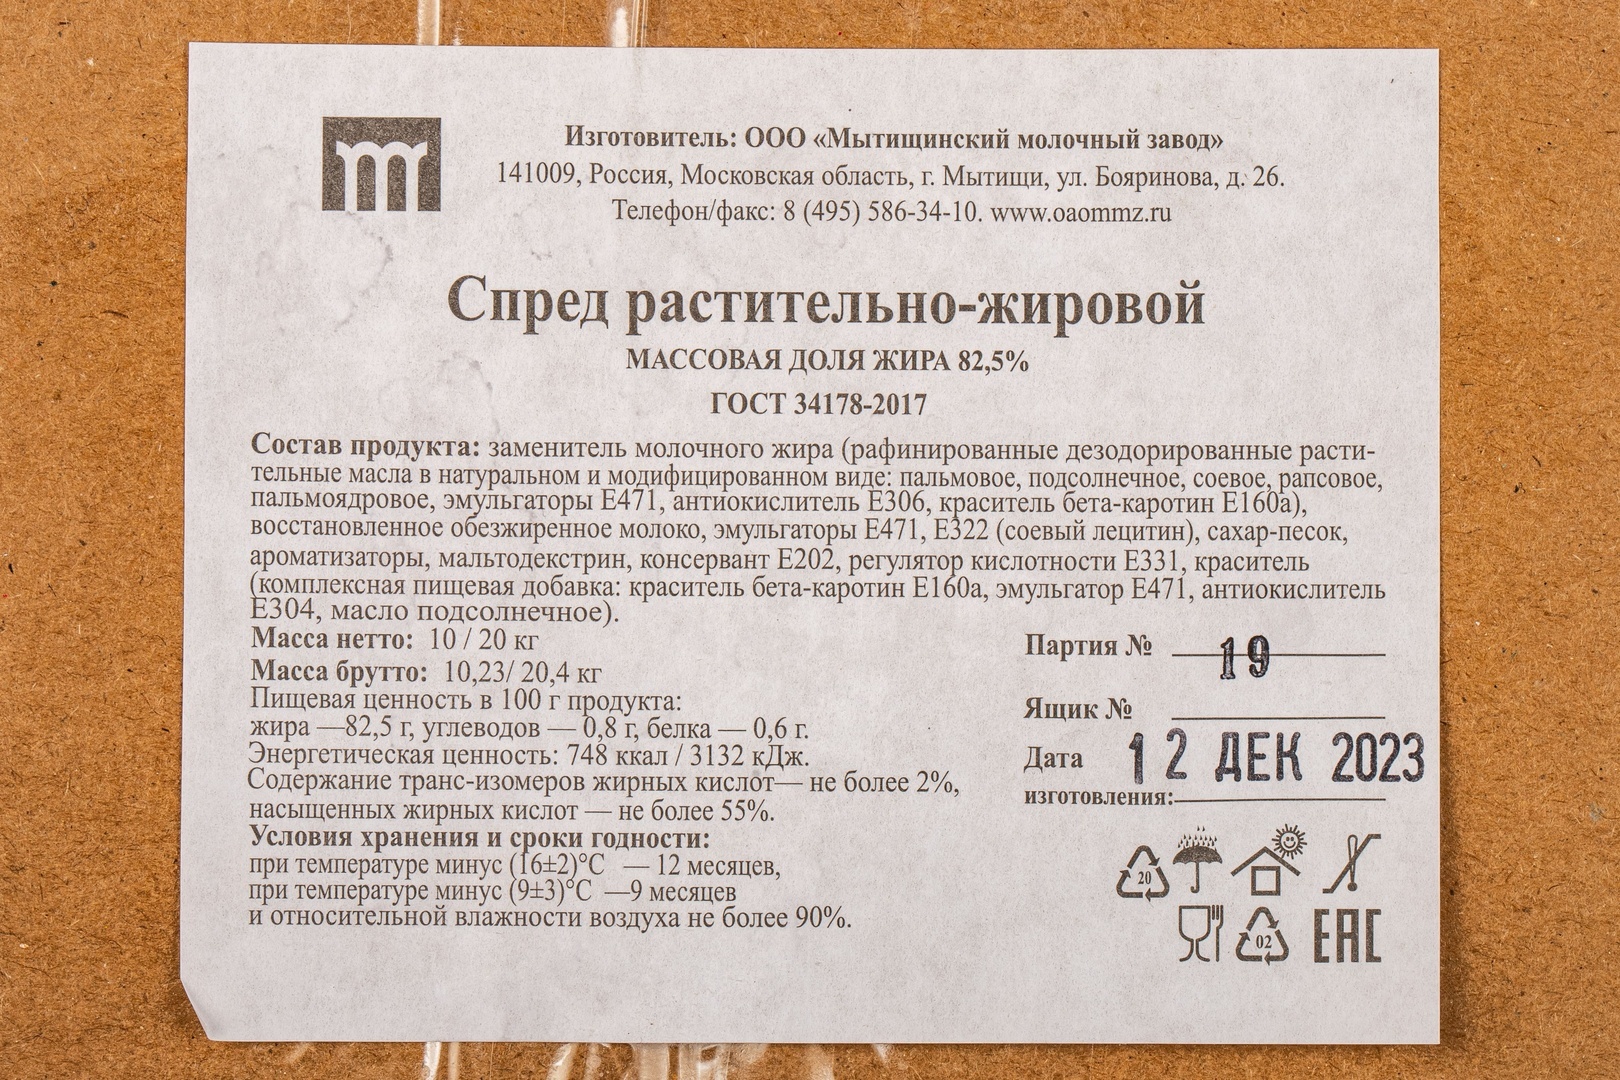 Изготовитель: ООО «Мытищинский молочный завод»
141009, Россия, Московская область, г. Мытищи, ул. Бояринова, д. 26.
Телефон/факс: 8 (495) 586-34-10. www.oaommz.ru
Спред растительно-жировой
МАССОВАЯ ДОЛЯ ЖИРА 82,5%
ГОСТ 34178-2017
Состав продукта: заменитель молочного жира (рафинированные дезодорированные расти-
тельные масла в натуральном и модифицированном виде: пальмовое, подсолнечное, соевое, рапсовое,
пальмоядровое, эмульгаторы Е471, антиокислитель Е306, краситель бета-каротин Е160а),
восстановленное обезжиренное молоко, эмульгаторы Е471, Е322 (соевый лецитин), сахар-песок,
ароматизаторы, мальтодекстрин, консервант Е202, регулятор кислотности Е331, краситель
(комплексная пищевая добавка: краситель бета-каротин Е160а, эмульгатор Е471, антиокислитель
Е304, масло подсолнечное).
Масса нетто: 10 / 20 кг
Масса брутто: 10,23/ 20,4 кг
Пищевая ценность в 100 г продукта:
жира —82,5 г, углеводов — 0,8 г, белка — 0,6 г.
Энергетическая ценность: 748 ккал / 3132 кДж.
Содержание транс-изомеров жирных кислот— не более 2%,
насыщенных жирных кислот — не более 55%.
Условия хранения и сроки годности:
при температуре минус (16±2)°С — 12 месяцев,
при температуре минус (9±3)°С —9 месяцев
и относительной влажности воздуха не более 90%.
Партия № 19
Ящик №
Дата 12 ДЕК 2023
изготовления:
20
02
ЕАС